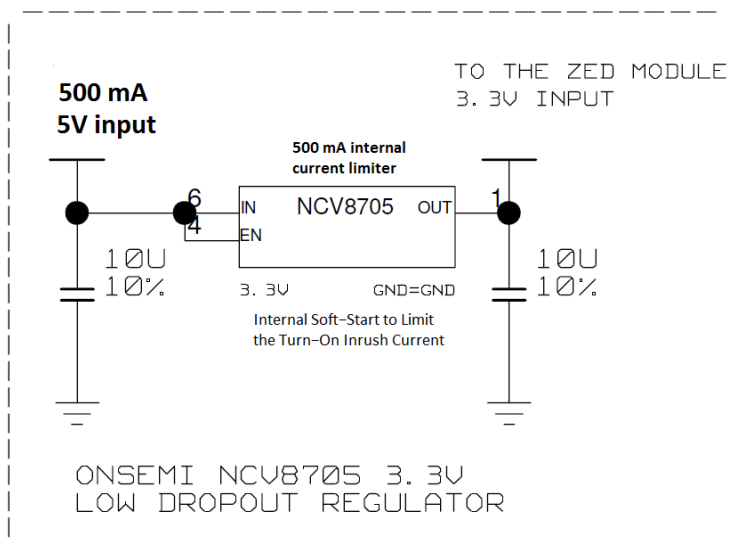 500 mA
5V input
TO THE ZED MODULE
3.3V INPUT
500 mA internal
current limiter
6
4
IN
EN
NCV8705
OUT
1
10U
10%
3.3V
GND=GND
10U
10%
Internal Soft−Start to Limit
the Turn−On Inrush Current
ONSEMI NCV8705 3.3V
LOW DROPOUT REGULATOR